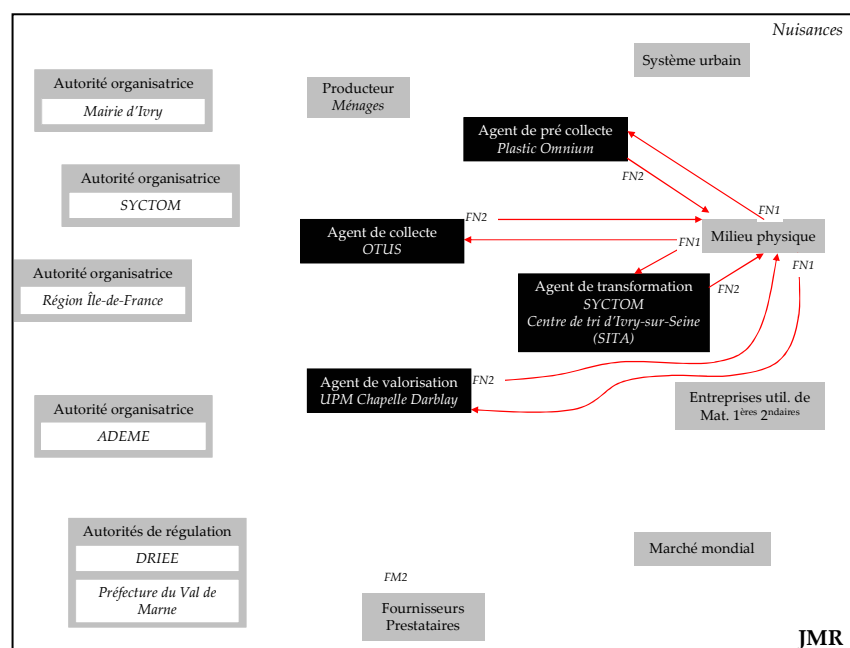 Nuisances
Système urbain
Autorité organisatrice
Mairie d'Ivry
Producteur
Ménages
Agent de pré collecte
Plastic Omnium
FN2
Autorité organisatrice
SYCTOM
FN2
FN1
Agent de collecte
OTUS
FN1
Milieu physique
Autorité organisatrice
Région Île-de-France
FN1
Agent de transformation
SYCTOM
Centre de tri d'Ivry-sur-Seine
(SITA)
FN2
Agent de valorisation
UPM Chapelle Darblay
FN2
Entreprises util. de
Mat. 1ères 2ndaires
Autorité organisatrice
ADEME
Autorités de régulation
DRIEE
Préfecture du Val de
Marne
Marché mondial
FM2
Fournisseurs
Prestataires
JMR